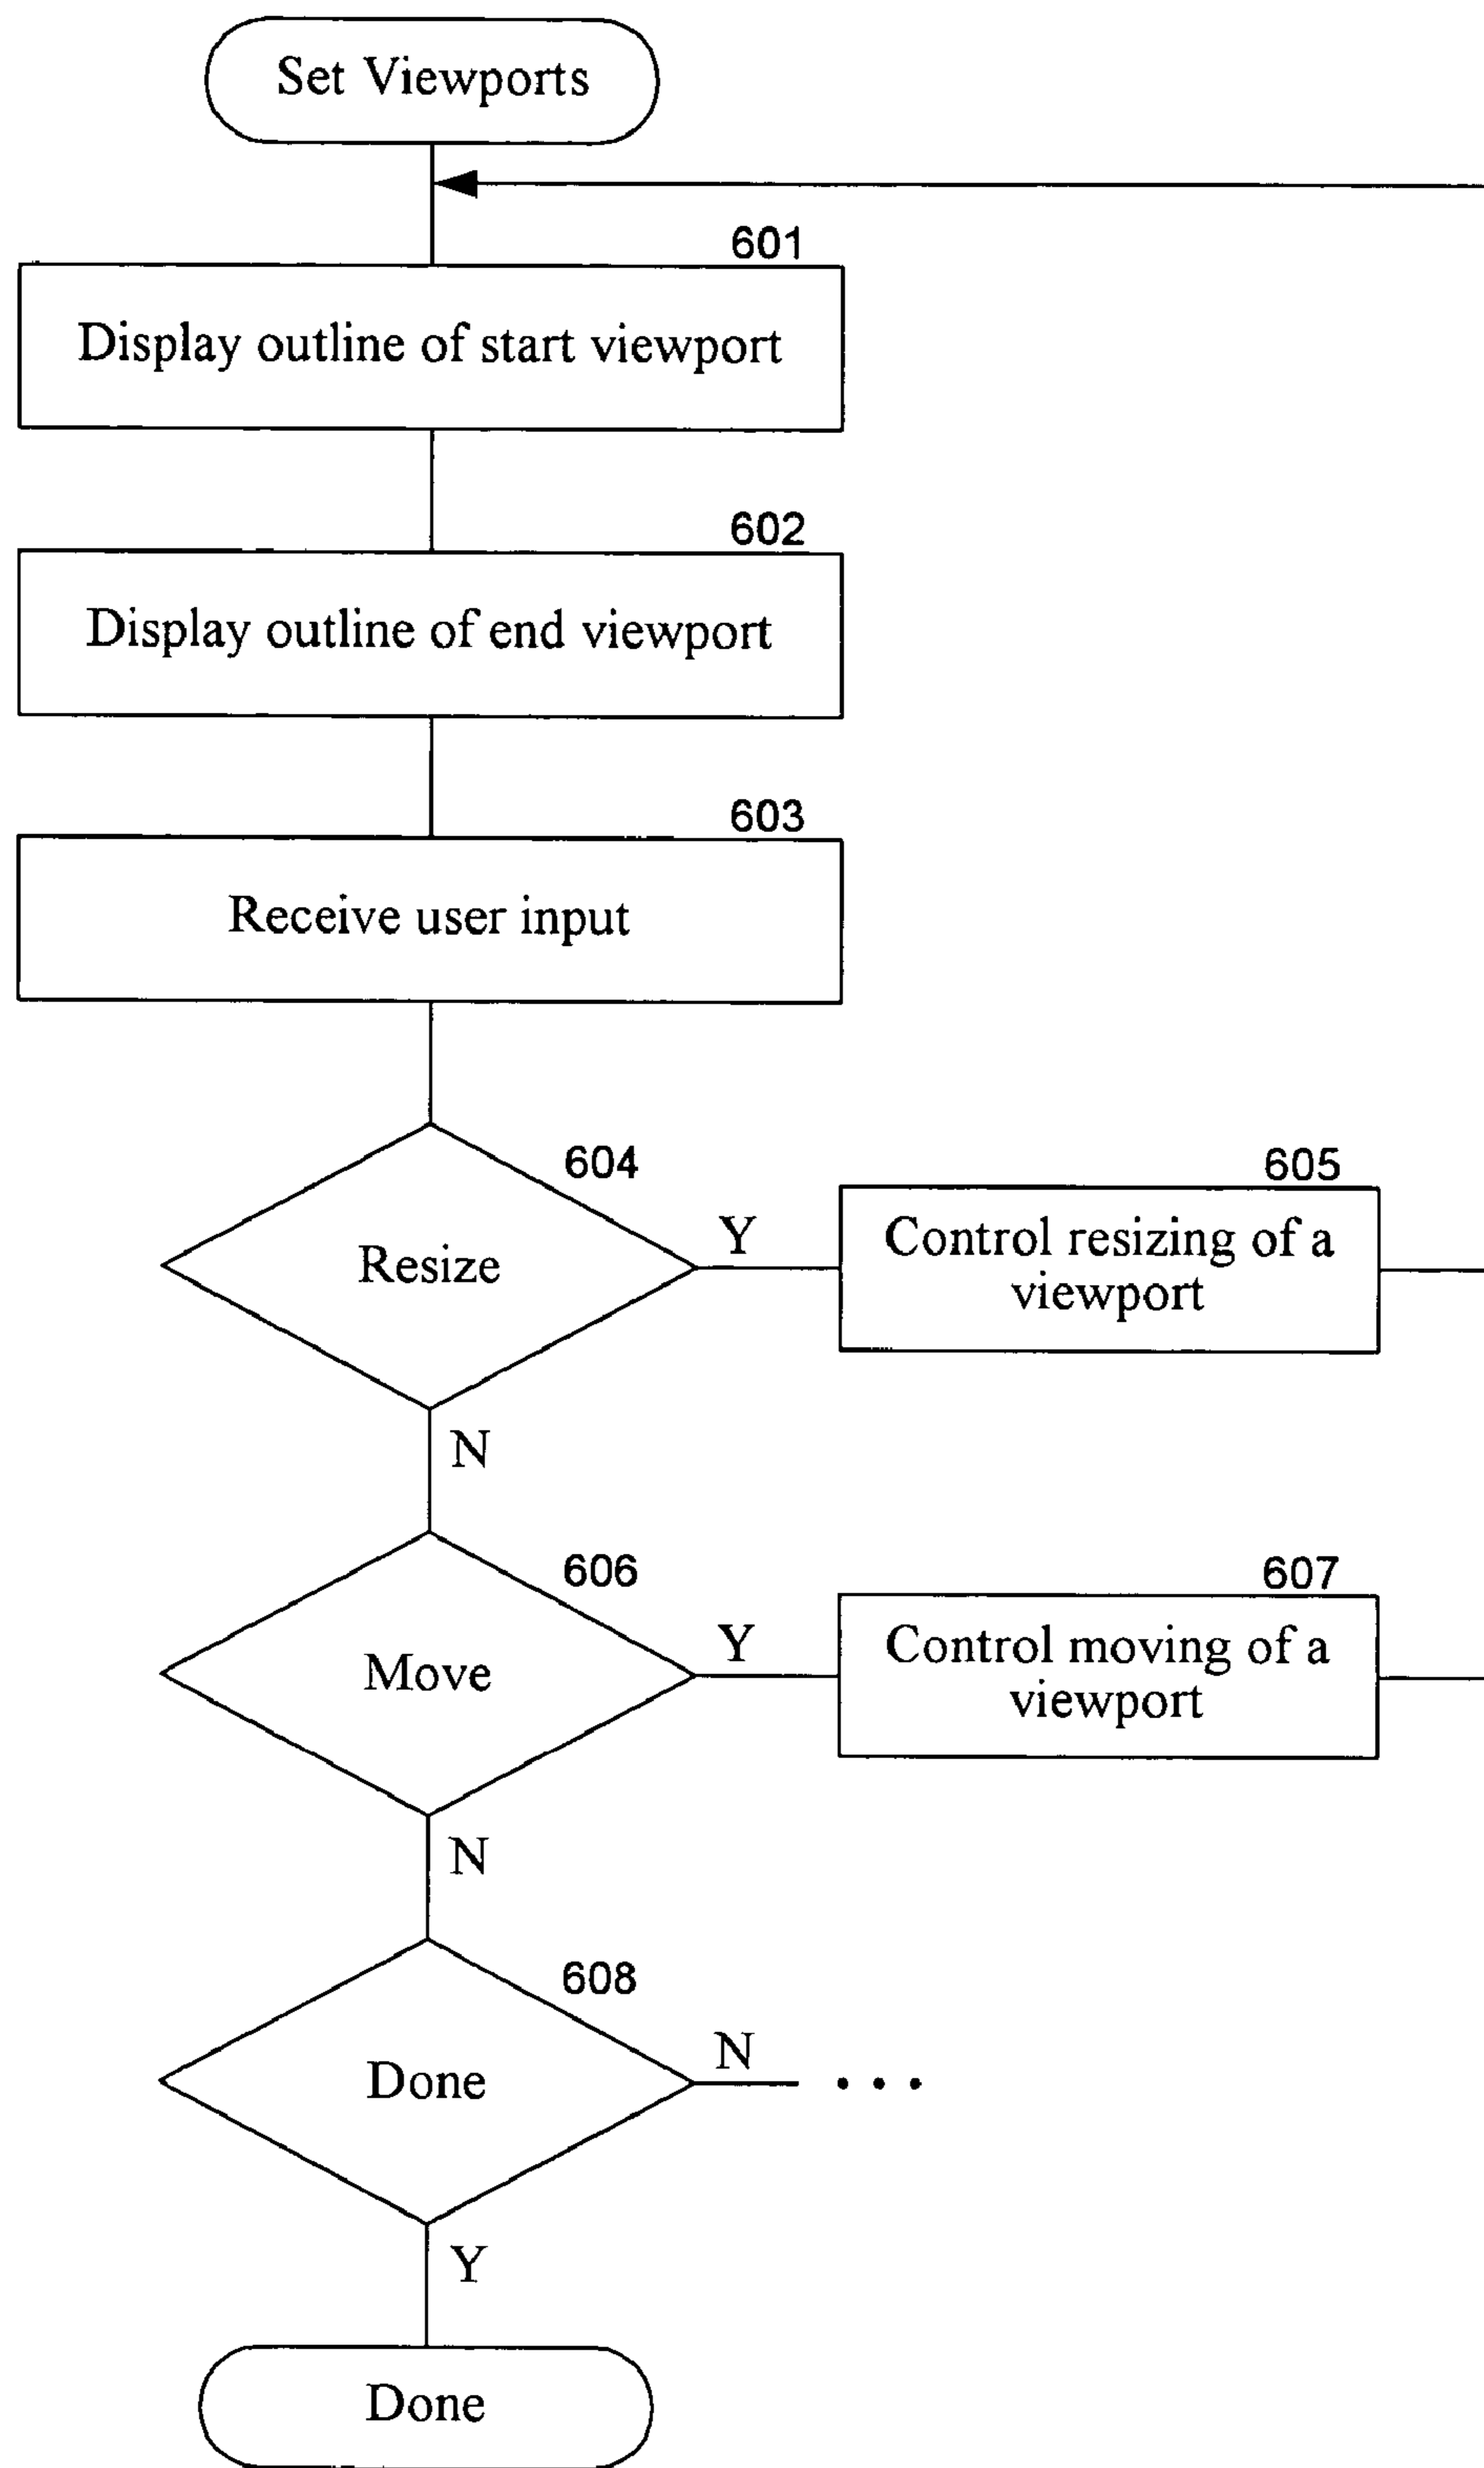 Set Viewports
601
Display outline of start viewport
602
Display outline of end viewport
603
Receive user input
604
Resize
Y
605
Control resizing of a
viewport
N
606
Move
Y
607
Control moving of a
viewport
N
608
Done
N
• • •
Y
Done